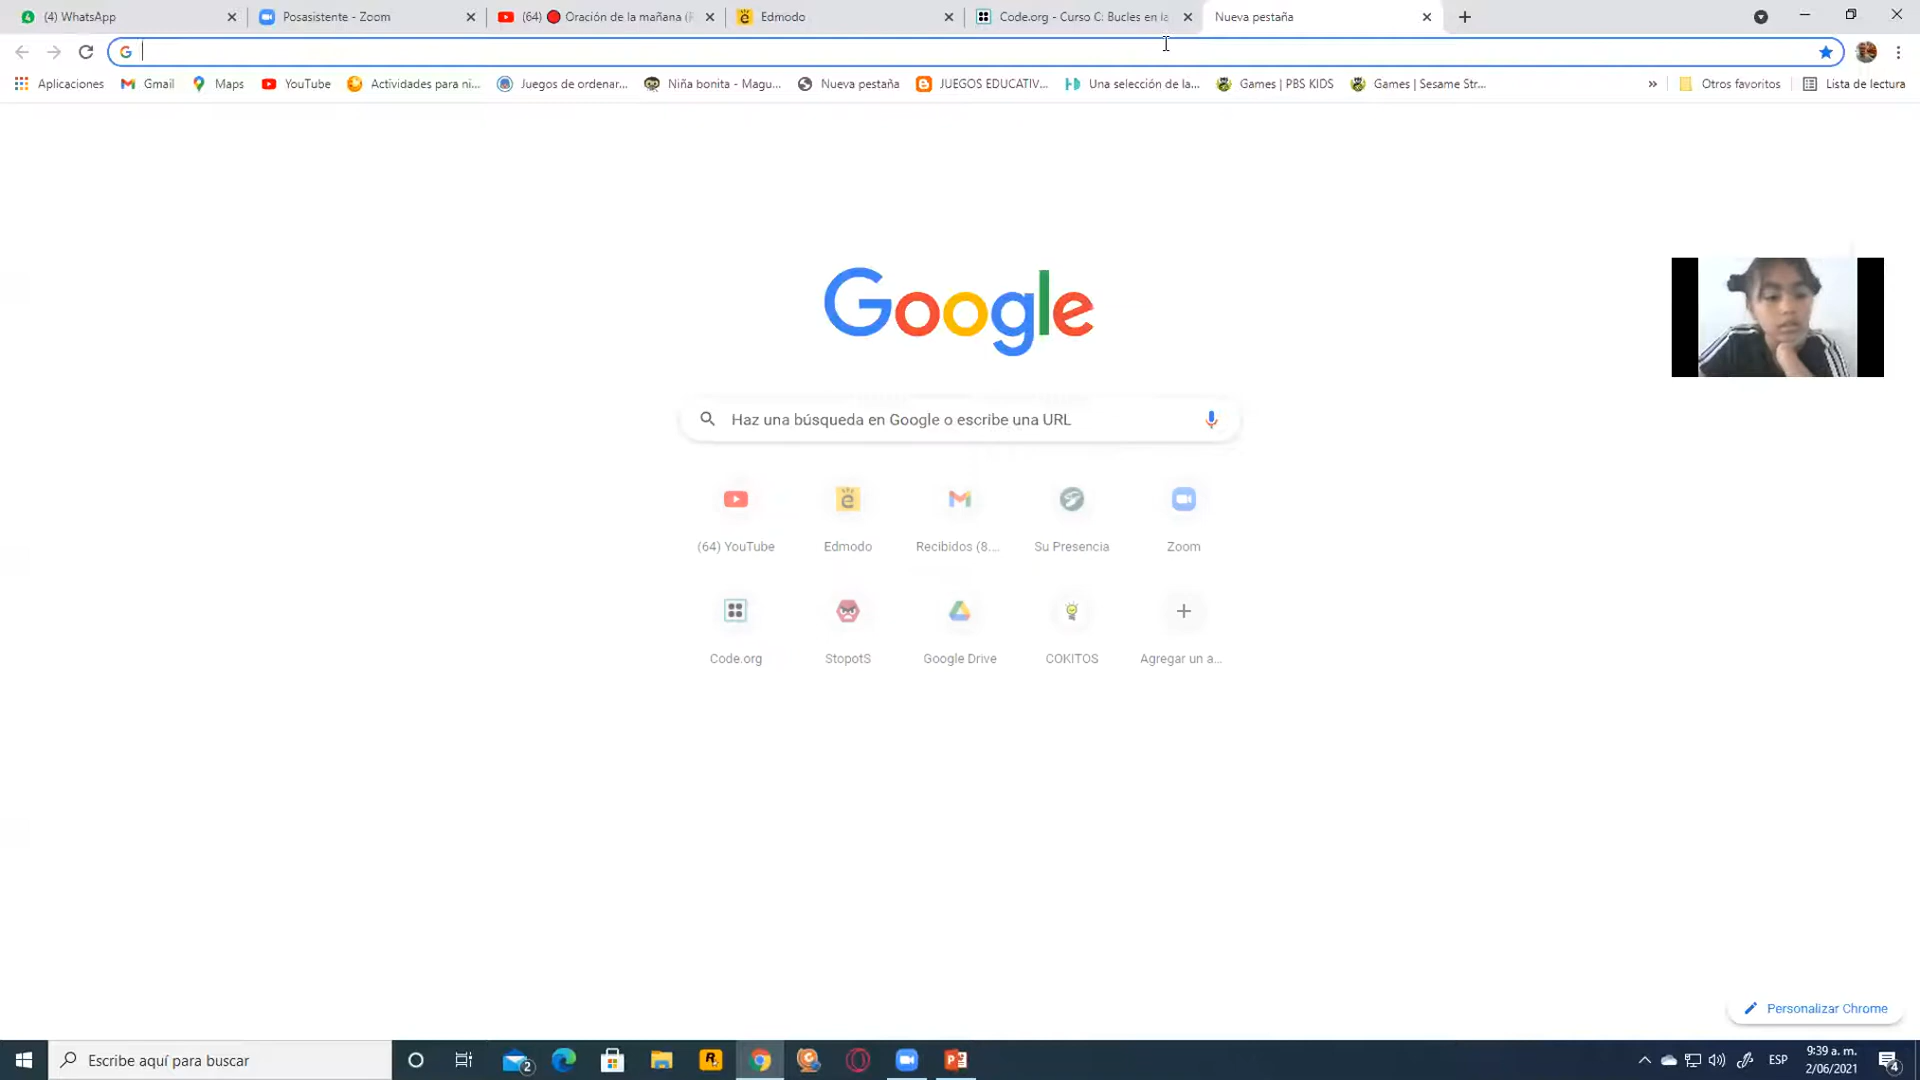 (4) WhatsApp
Posasistente - Zoom
(64) 🔴 Oración de la mañana (
Edmodo
Code.org - Curso C: Bucles en la
Nueva pestaña
Aplicaciones
Gmail
Maps
YouTube
Actividades para ni...
Juegos de ordenar...
Niña bonita - Magu...
Nueva pestaña
JUEGOS EDUCATIV...
Una selección de la...
Games | PBS KIDS
Games | Sesame Str...
»
Otros favoritos
Lista de lectura
Google
Haz una búsqueda en Google o escribe una URL
(64) YouTube
Edmodo
Recibidos (8....
Su Presencia
Zoom
Code.org
StopotS
Google Drive
COKITOS
Agregar un a...
Personalizar Chrome
Escribe aquí para buscar
2
ESP
9:39 a. m.
2/06/2021
4